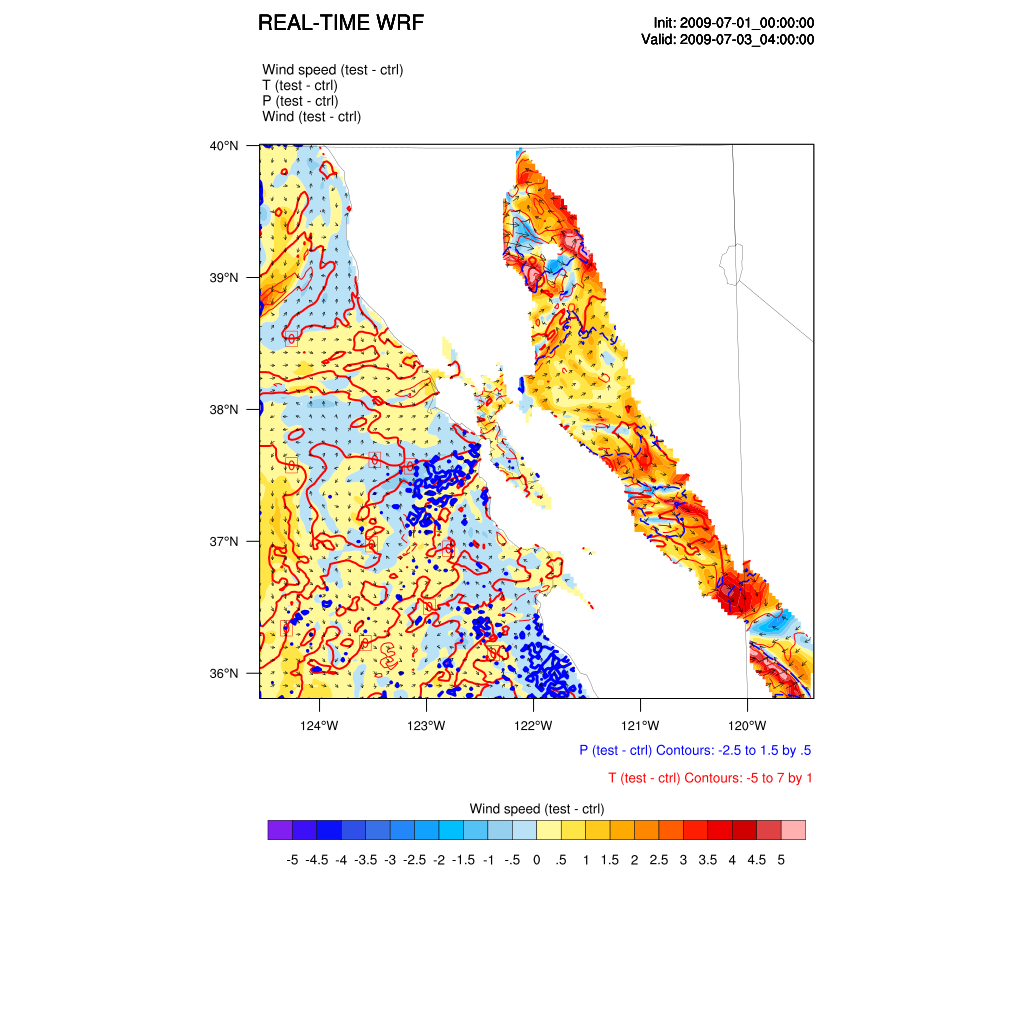 REAL-TIME WRF
Init: 2009-07-01_00:00:00
Valid: 2009-07-03_04:00:00
Wind speed (test - ctrl)
T (test - ctrl)
P (test - ctrl)
Wind (test - ctrl)
40°N
39°N
38°N
37°N
36°N
124°W 123°W 122°W 121°W 120°W
P (test - ctrl) Contours: -2.5 to 1.5 by .5
T (test - ctrl) Contours: -5 to 7 by 1
Wind speed (test - ctrl)
-5 -4.5 -4 -3.5 -3 -2.5 -2 -1.5 -1 -.5 0 .5 1 1.5 2 2.5 3 3.5 4 4.5 5